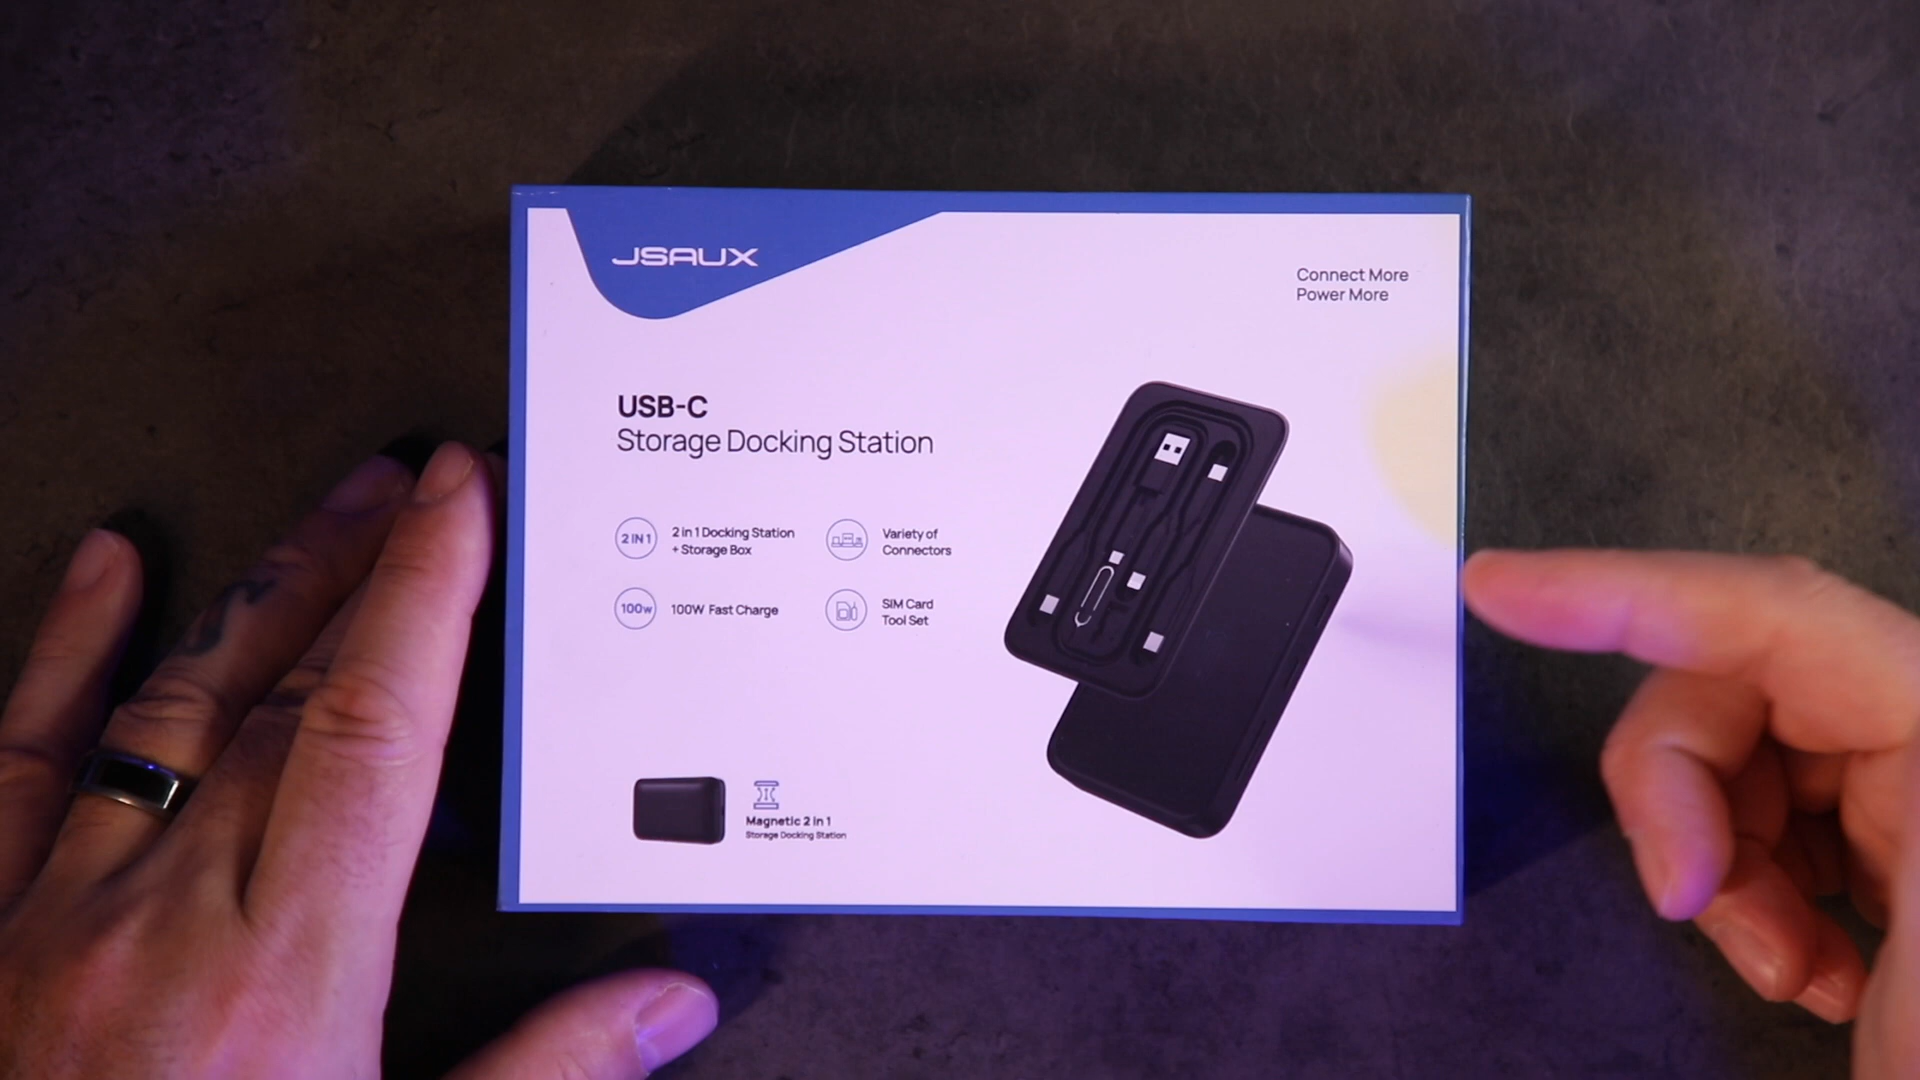 JSAUX
Connect More
Power More
USB-C
Storage Docking Station
2 IN 1
2 in 1 Docking Station
+ Storage Box
Variety of
Connectors
100w
100W Fast Charge
SIM Card
Tool Set
Magnetic 2 in 1
Storage Docking Station